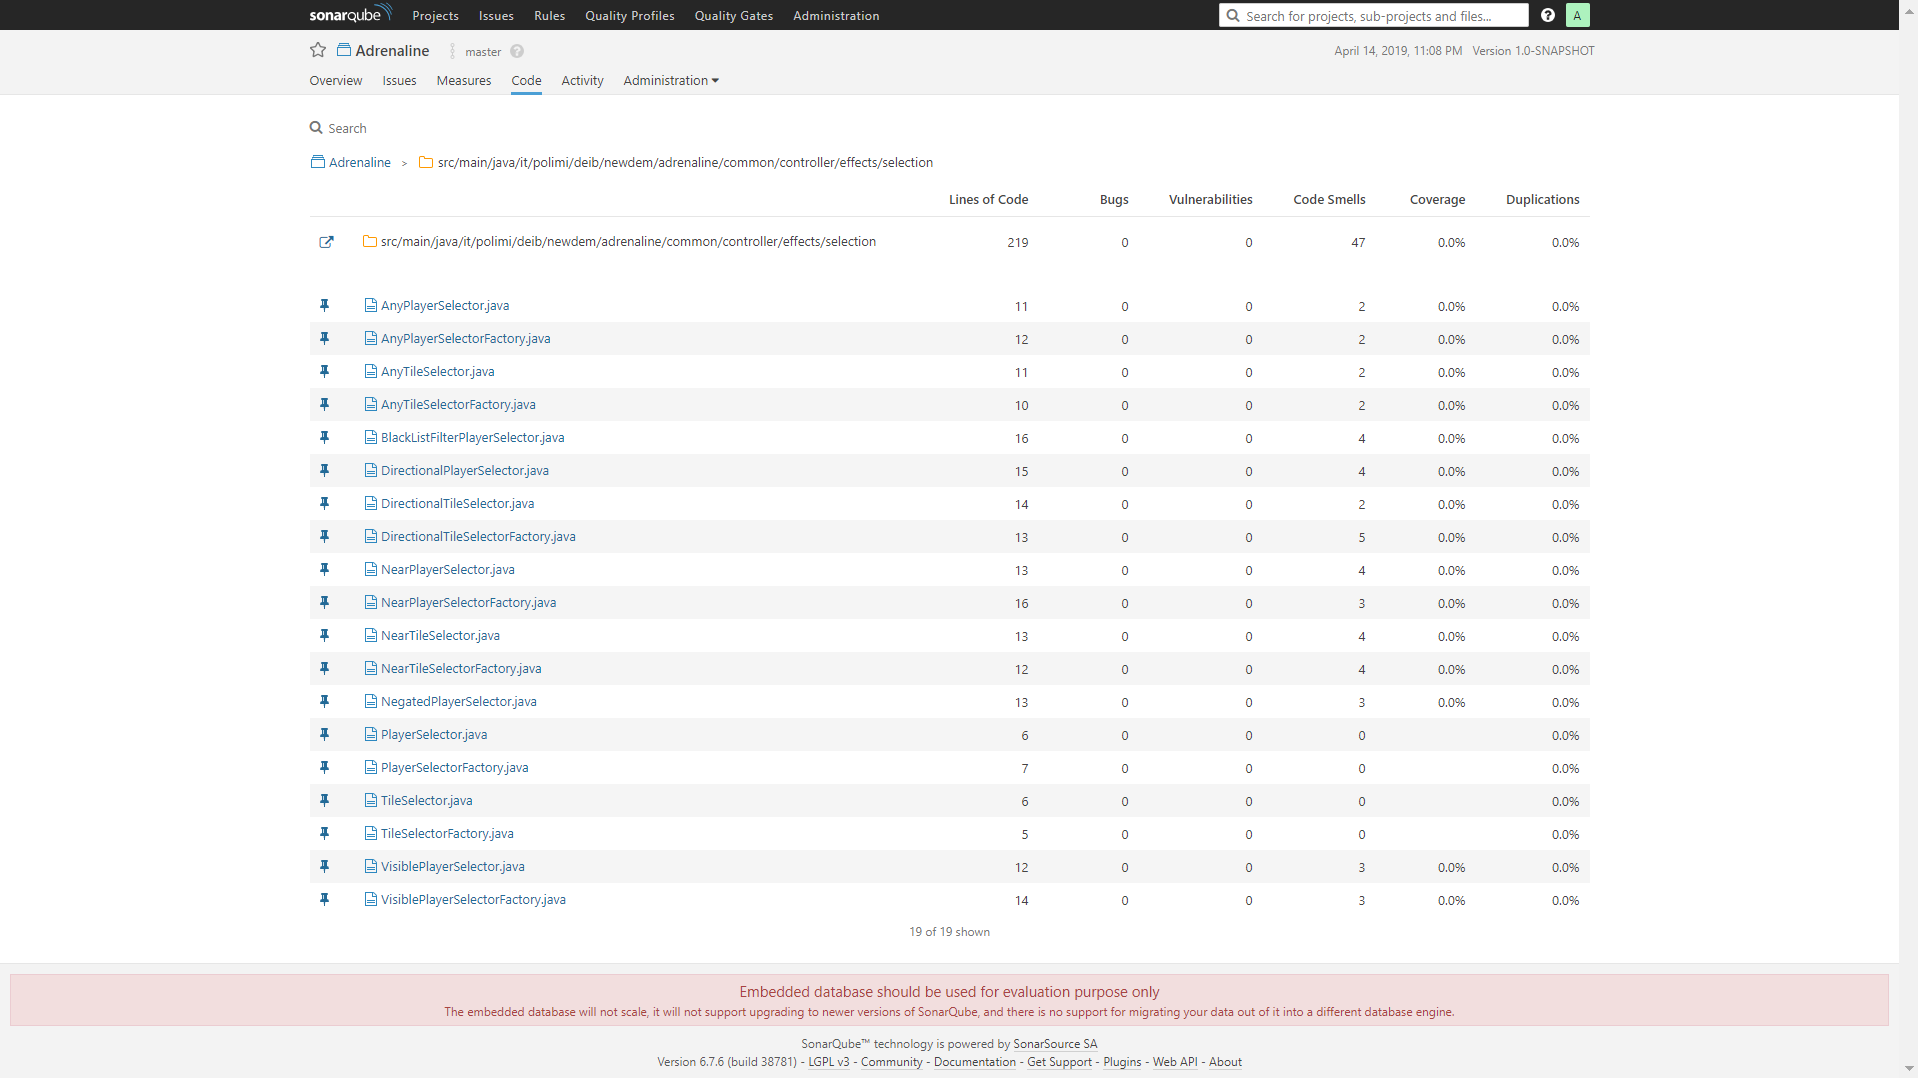 sonarqube Projects Issues Rules Quality Profiles Quality Gates Administration Search for projects, sub-projects and files... ? A
Adrenaline master ? April 14, 2019, 11:08 PM Version 1.0-SNAPSHOT
Overview Issues Measures Code Activity Administration
Search
Adrenaline > src/main/java/it/polimi/deib/newdem/adrenaline/common/controller/effects/selection
Lines of Code Bugs Vulnerabilities Code Smells Coverage Duplications
src/main/java/it/polimi/deib/newdem/adrenaline/common/controller/effects/selection 219 0 0 47 0.0% 0.0%
AnyPlayerSelector.java 11 0 0 2 0.0% 0.0%
AnyPlayerSelectorFactory.java 12 0 0 2 0.0% 0.0%
AnyTileSelector.java 11 0 0 2 0.0% 0.0%
AnyTileSelectorFactory.java 10 0 0 2 0.0% 0.0%
BlackListFilterPlayerSelector.java 16 0 0 4 0.0% 0.0%
DirectionalPlayerSelector.java 15 0 0 4 0.0% 0.0%
DirectionalTileSelector.java 14 0 0 2 0.0% 0.0%
DirectionalTileSelectorFactory.java 13 0 0 5 0.0% 0.0%
NearPlayerSelector.java 13 0 0 4 0.0% 0.0%
NearPlayerSelectorFactory.java 16 0 0 3 0.0% 0.0%
NearTileSelector.java 13 0 0 4 0.0% 0.0%
NearTileSelectorFactory.java 12 0 0 4 0.0% 0.0%
NegatedPlayerSelector.java 13 0 0 3 0.0% 0.0%
PlayerSelector.java 6 0 0 0 0.0%
PlayerSelectorFactory.java 7 0 0 0 0.0%
TileSelector.java 6 0 0 0 0.0%
TileSelectorFactory.java 5 0 0 0 0.0%
VisiblePlayerSelector.java 12 0 0 3 0.0% 0.0%
VisiblePlayerSelectorFactory.java 14 0 0 3 0.0% 0.0%
19 of 19 shown
Embedded database should be used for evaluation purpose only
The embedded database will not scale, it will not support upgrading to newer versions of SonarQube, and there is no support for migrating your data out of it into a different database engine.
SonarQube™ technology is powered by SonarSource SA
Version 6.7.6 (build 38781) - LGPL v3 - Community - Documentation - Get Support - Plugins - Web API - About